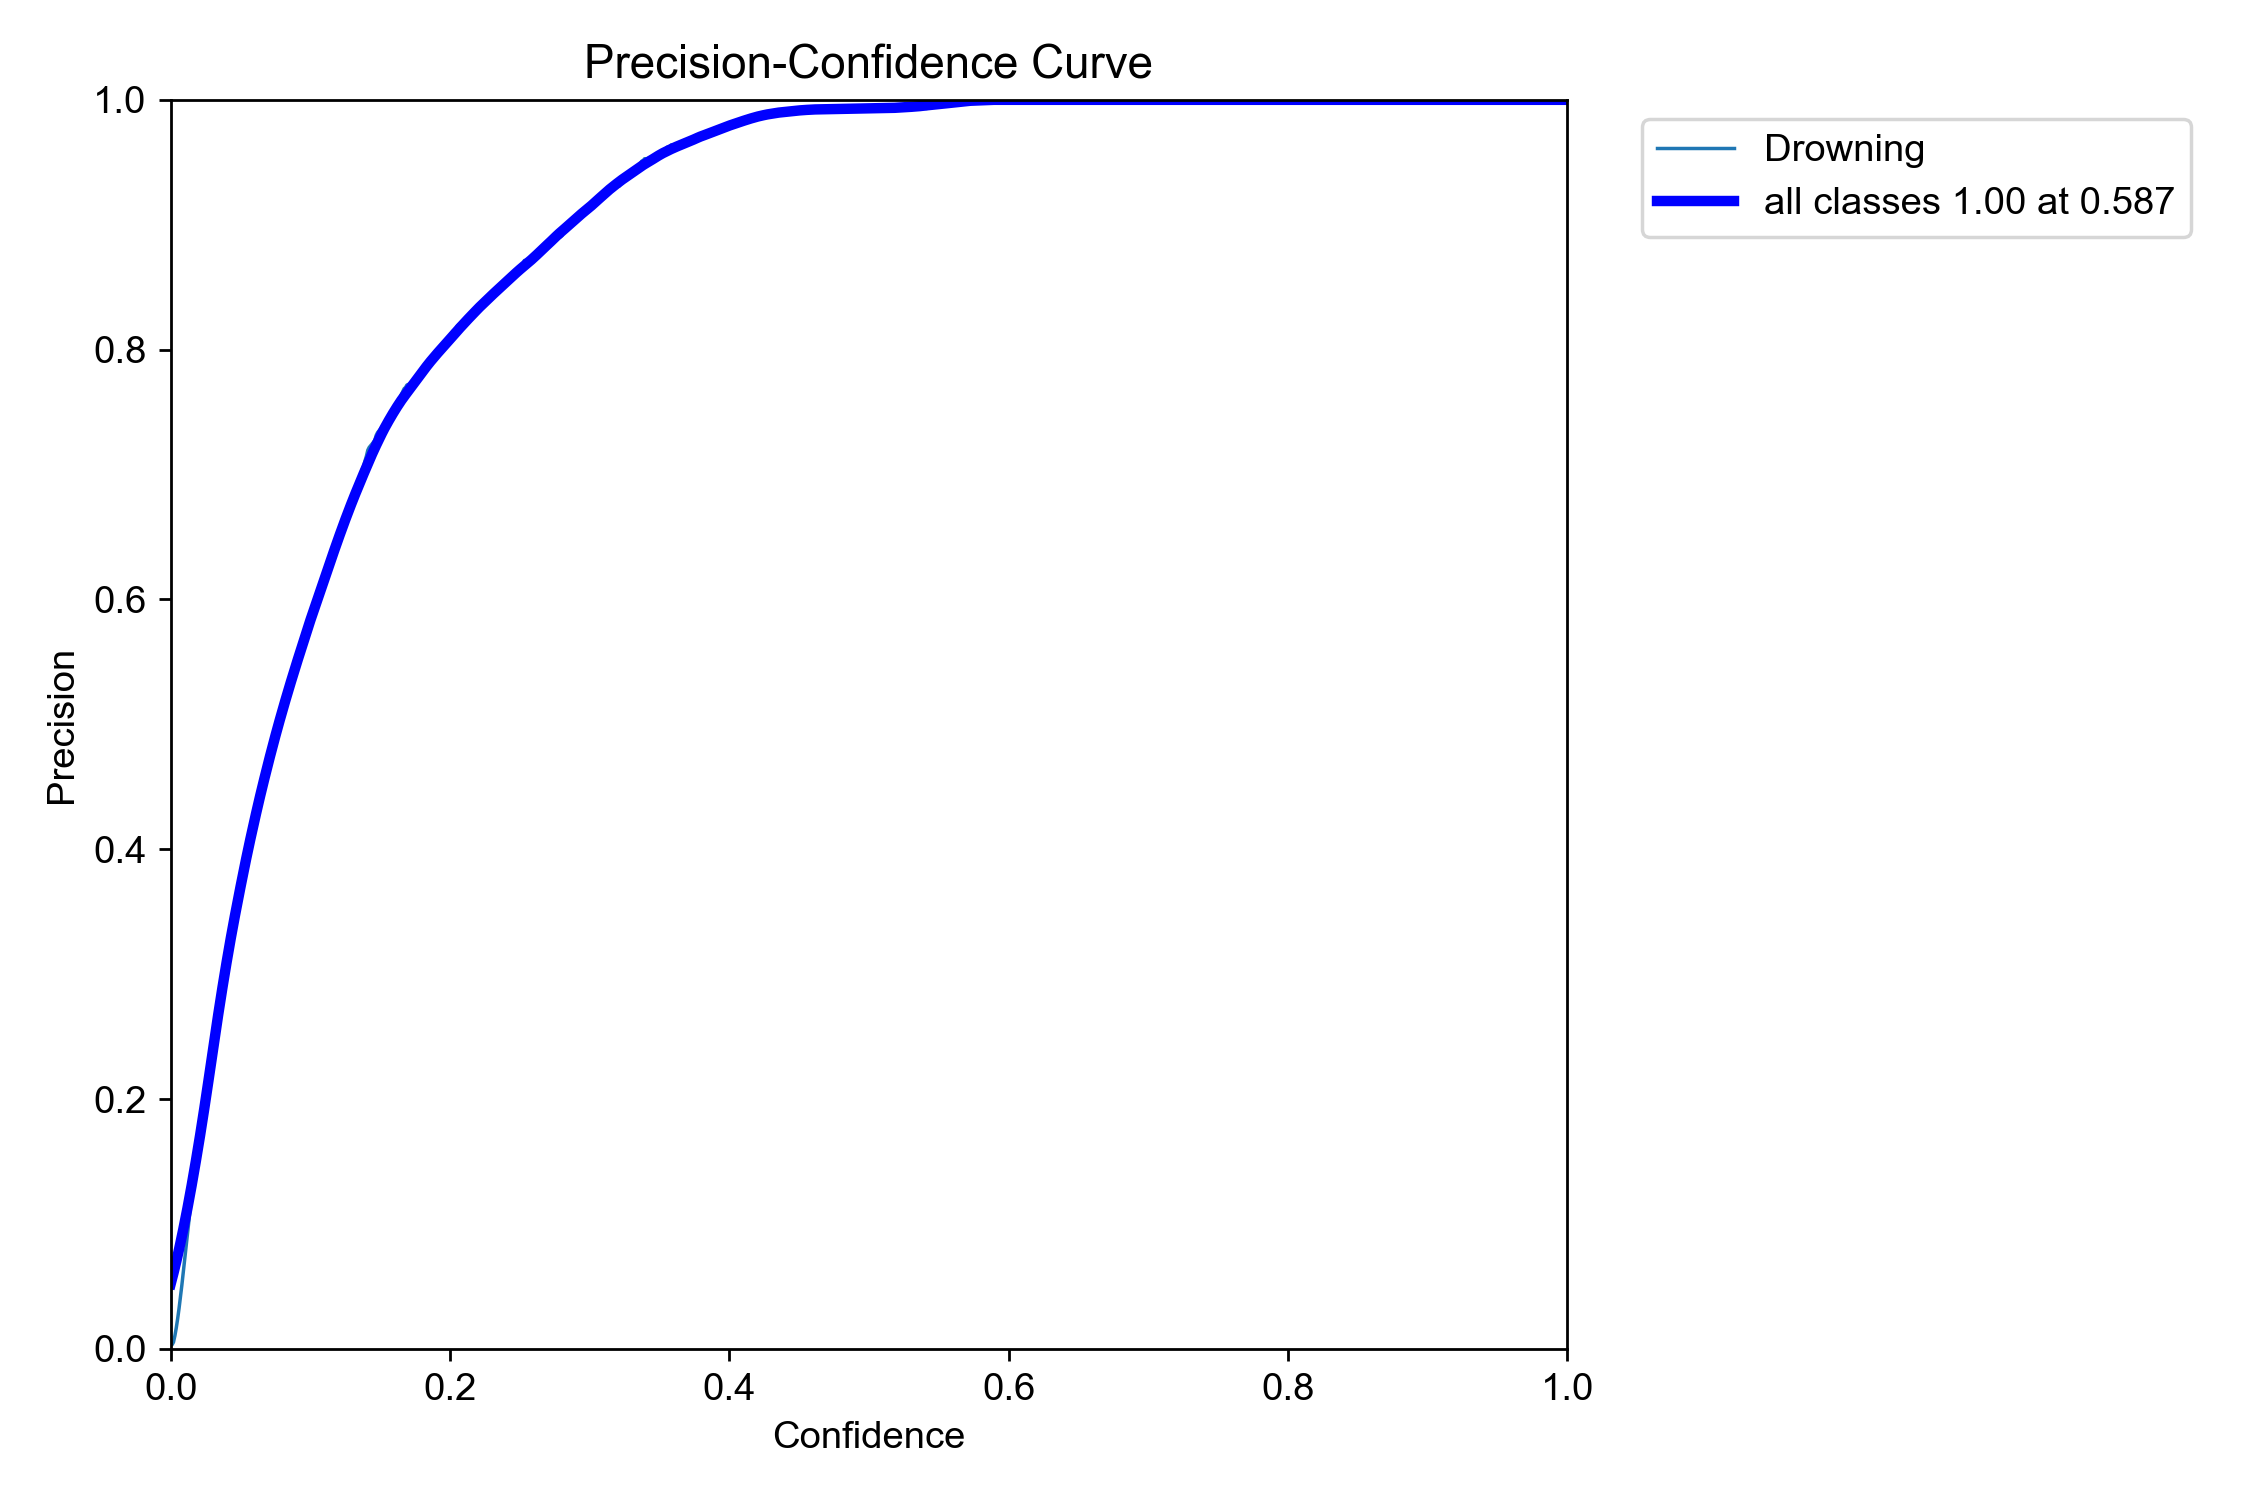 Precision-Confidence Curve
1.0
0.8
0.6
0.4
0.2
0.0
Precision
0.0 0.2 0.4 0.6 0.8 1.0
Confidence
Drowning
all classes 1.00 at 0.587